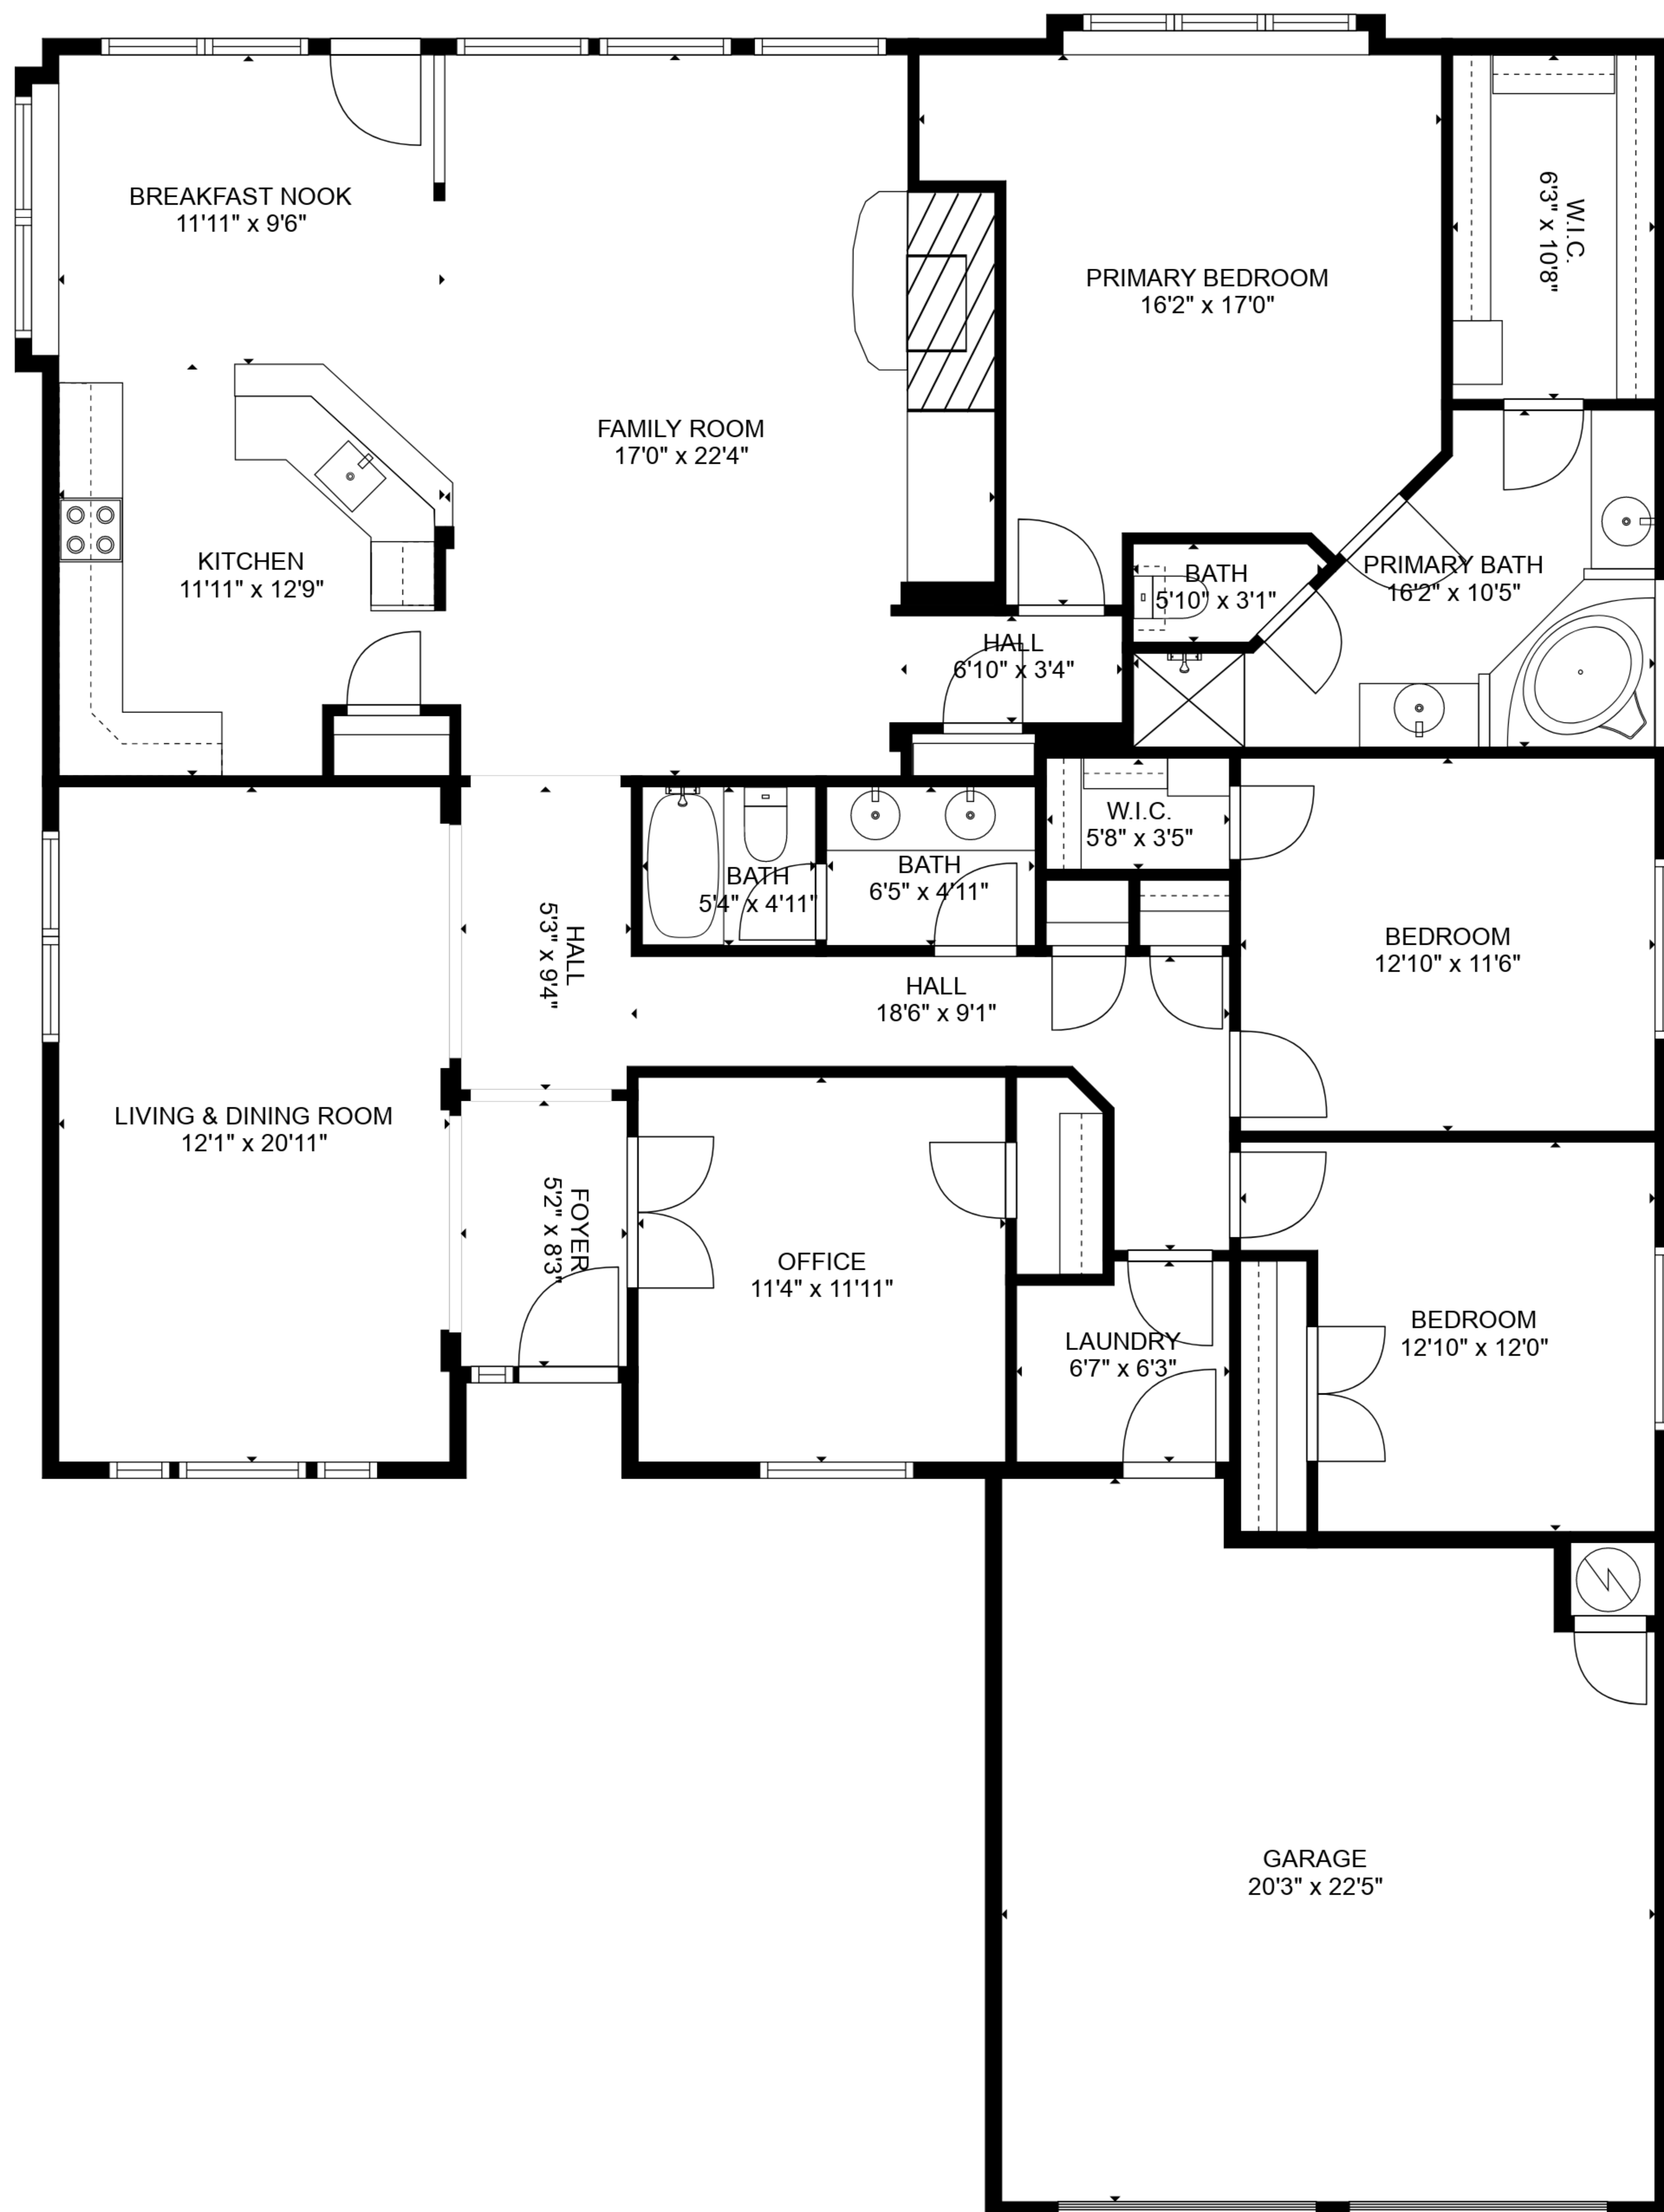 BREAKFAST NOOK
11'11" x 9'6"
PRIMARY BEDROOM
16'2" x 17'0"
W.I.C.
6'3" x 10'8"
FAMILY ROOM
17'0" x 22'4"
KITCHEN
11'11" x 12'9"
BATH
5'10" x 3'1"
PRIMARY BATH
16'2" x 10'5"
HALL
6'10" x 3'4"
W.I.C.
5'8" x 3'5"
BATH
5'4" x 4'11"
BATH
6'5" x 4'11"
HALL
5'3" x 9'4"
HALL
18'6" x 9'1"
BEDROOM
12'10" x 11'6"
LIVING & DINING ROOM
12'1" x 20'11"
FOYER
5'2" x 8'3"
OFFICE
11'4" x 11'11"
LAUNDRY
6'7" x 6'3"
BEDROOM
12'10" x 12'0"
GARAGE
20'3" x 22'5"